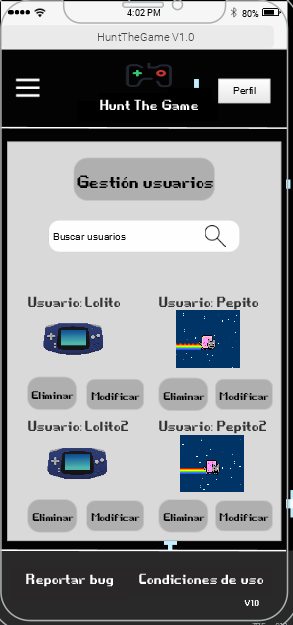 4:02 PM 80%
HuntTheGame V1.0
Hunt The Game
Perfil
Gestión usuarios
Buscar usuarios
Usuario: Lolito Usuario: Pepito
Eliminar Modificar Eliminar Modificar
Usuario: Lolito2 Usuario: Pepito2
Eliminar Modificar Eliminar Modificar
Reportar bug Condiciones de uso
V1.0